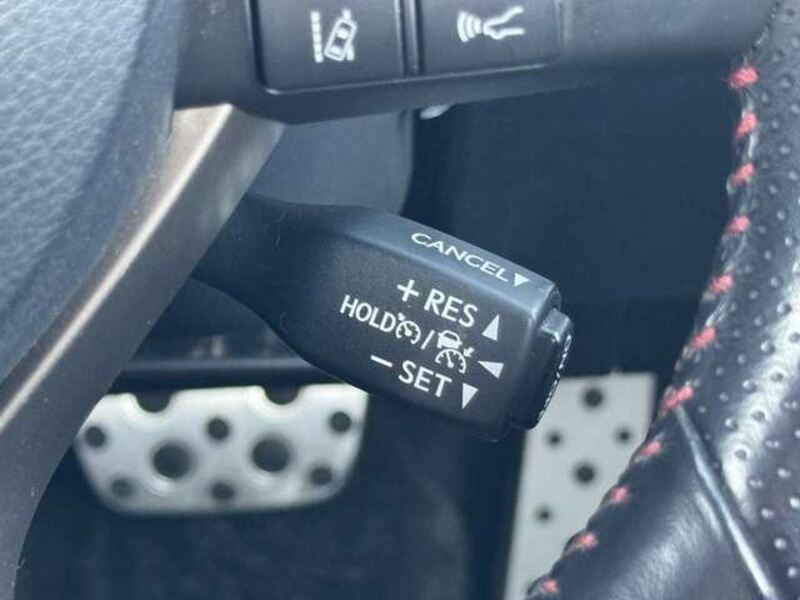 CANCEL▼
+ RES ▲
HOLD / ◀
− SET ▼